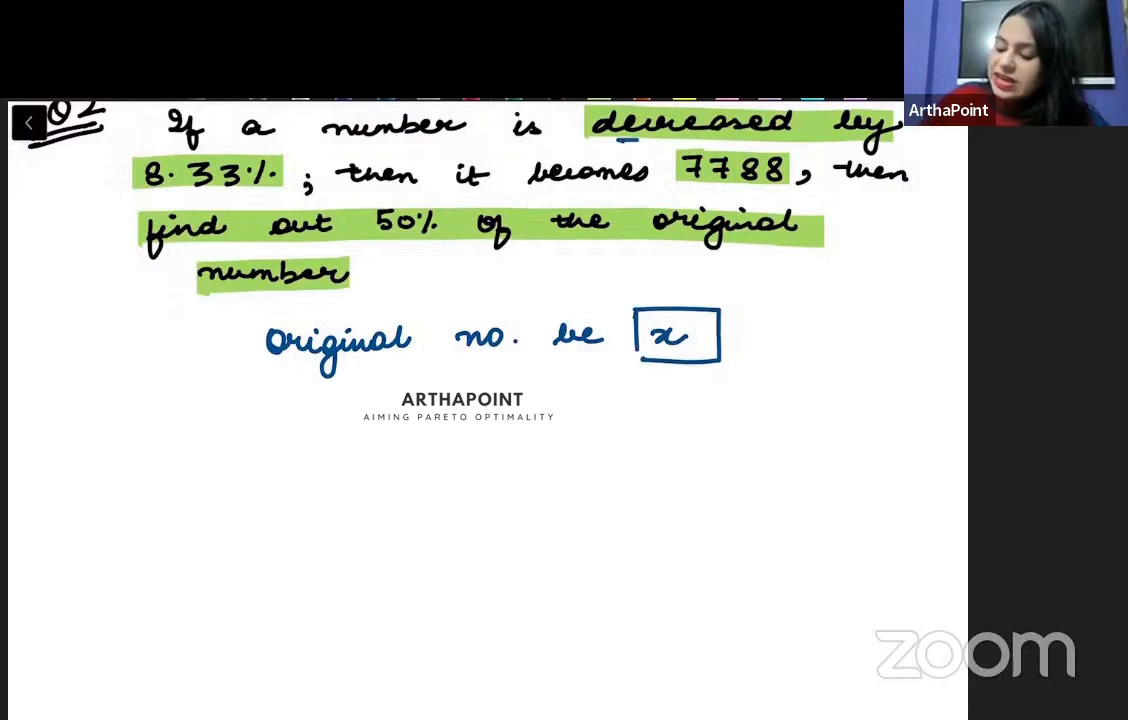 ArthaPoint
Q2 If a number is decreased by
8.33%; then it becomes 7788, then
find out 50% of the original
number
original no. be x
ARTHAPOINT
AIMING PARETO OPTIMALITY
zoom